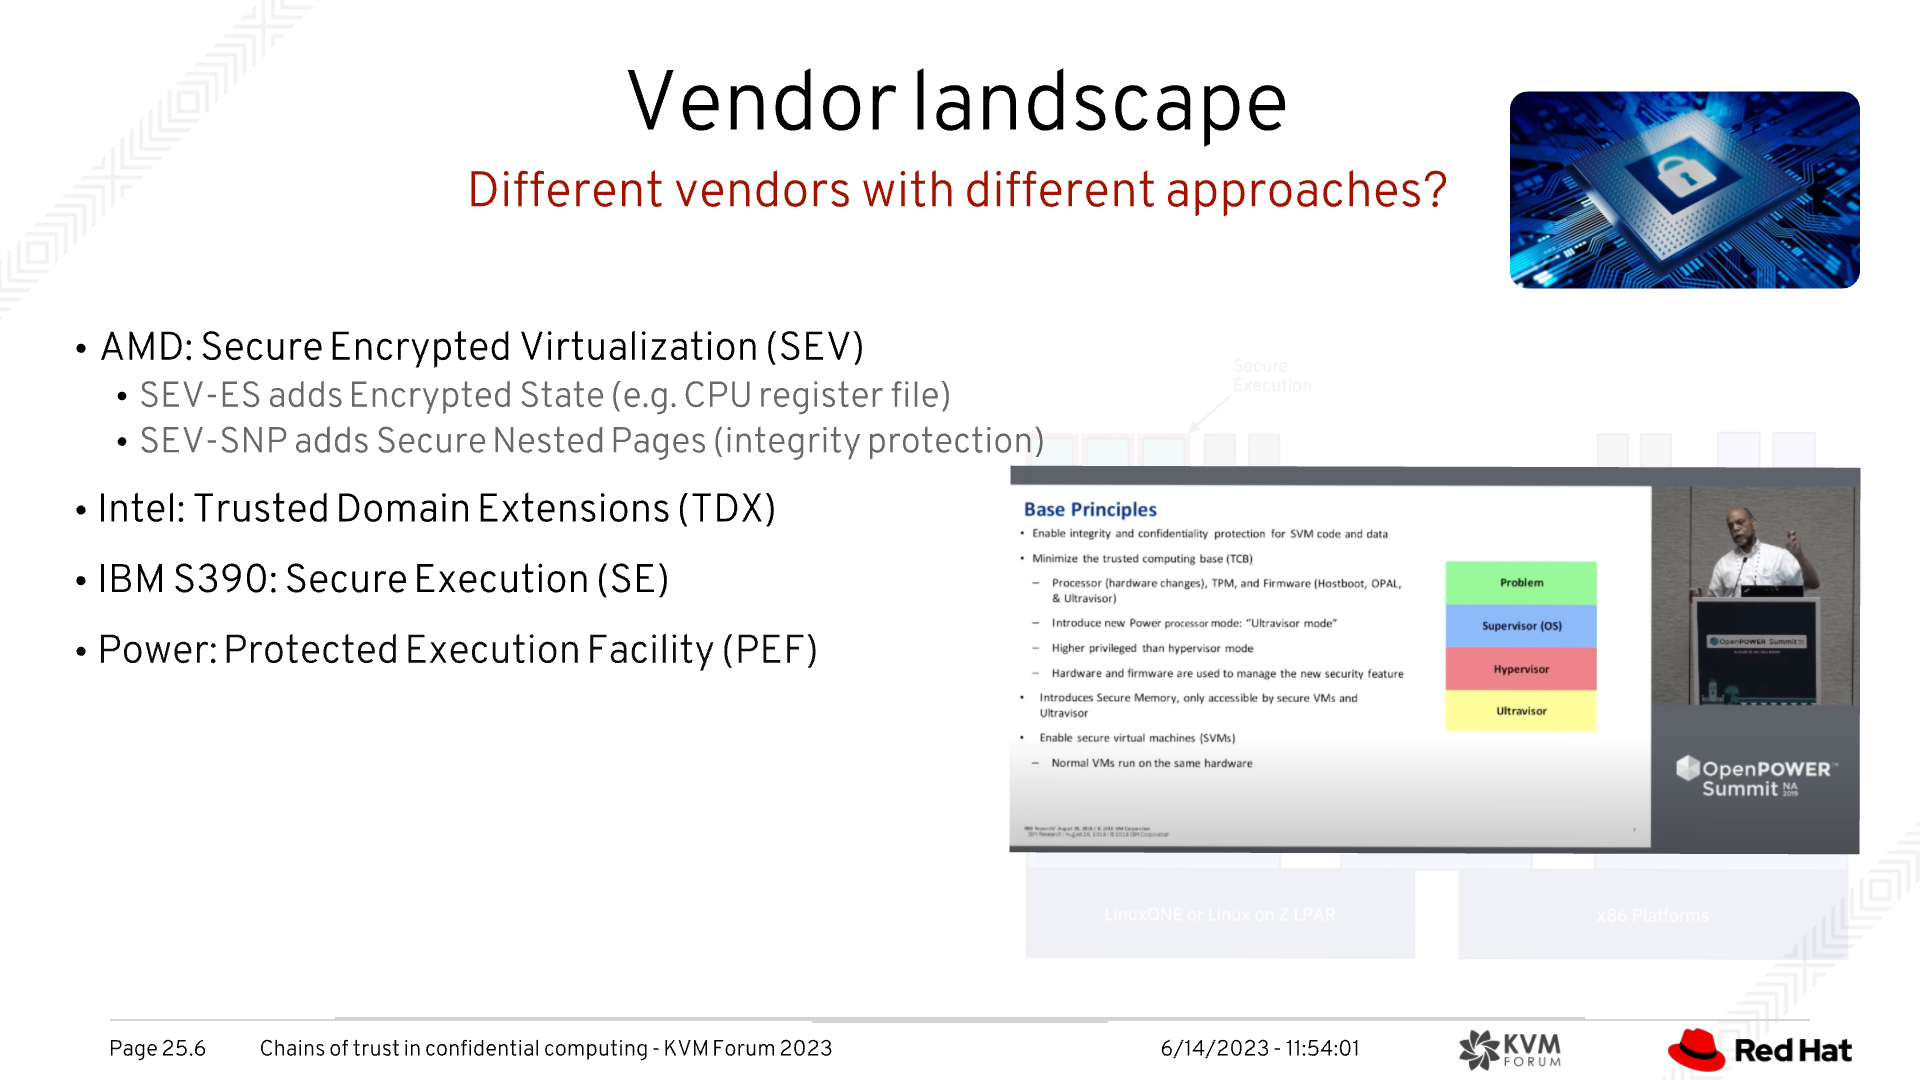 Vendor landscape
Different vendors with different approaches?
• AMD: Secure Encrypted Virtualization (SEV)
• SEV-ES adds Encrypted State (e.g. CPU register file)
• SEV-SNP adds Secure Nested Pages (integrity protection)
• Intel: Trusted Domain Extensions (TDX)
• IBM S390: Secure Execution (SE)
• Power: Protected Execution Facility (PEF)
Secure
Execution
Base Principles
• Enable integrity and confidentiality protection for SVM code and data
• Minimize the trusted computing base (TCB)
– Processor (hardware changes), TPM, and Firmware (Hostboot, OPAL,
& Ultravisor)
– Introduce new Power processor mode: “Ultravisor mode”
– Higher privileged than hypervisor mode
– Hardware and firmware are used to manage the new security feature
• Introduces Secure Memory, only accessible by secure VMs and
Ultravisor
• Enable secure virtual machines (SVMs)
– Normal VMs run on the same hardware
Problem
Supervisor (OS)
Hypervisor
Ultravisor
OpenPOWER Summit
OpenPOWER™
Summit NA
2019
LinuxONE or Linux on Z LPAR
x86 Platforms
Page 25.6
Chains of trust in confidential computing - KVM Forum 2023
6/14/2023 - 11:54:01
KVM
FORUM
Red Hat